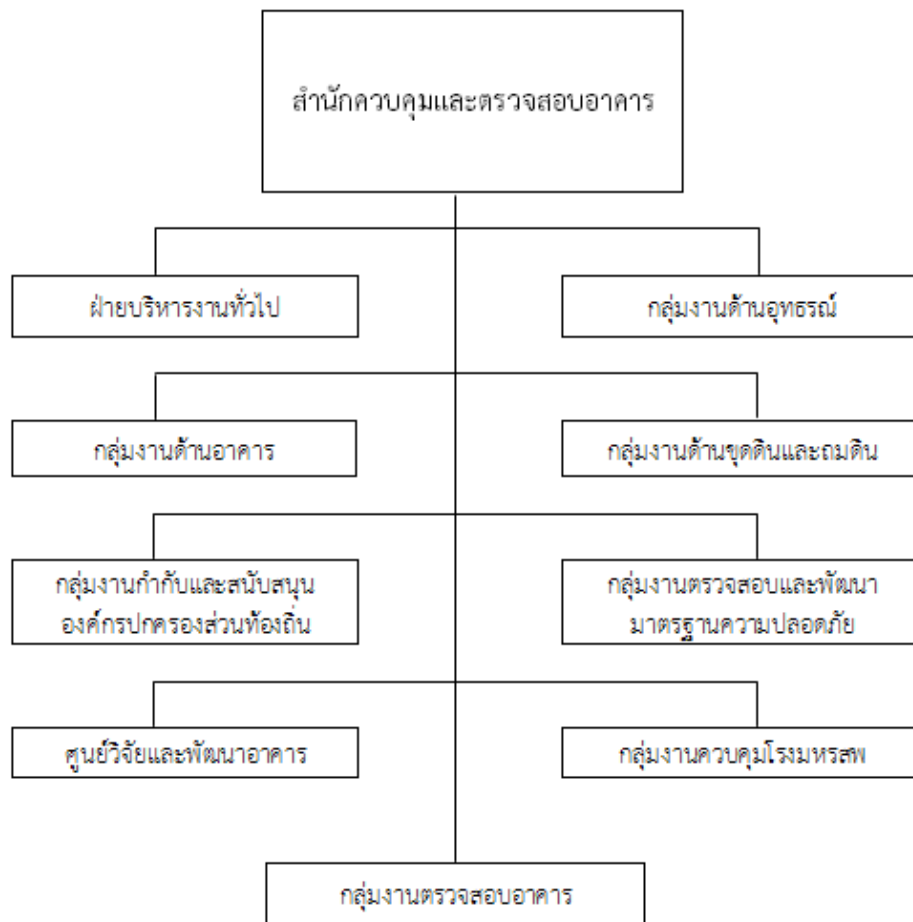 สำนักควบคุมและตรวจสอบอาคาร
ฝ่ายบริหารงานทั่วไป
กลุ่มงานด้านอุทธรณ์
กลุ่มงานด้านอาคาร
กลุ่มงานด้านขุดดินและถมดิน
กลุ่มงานกำกับและสนับสนุน
องค์กรปกครองส่วนท้องถิ่น
กลุ่มงานตรวจสอบและพัฒนา
มาตรฐานความปลอดภัย
ศูนย์วิจัยและพัฒนาอาคาร
กลุ่มงานควบคุมโรงมหรสพ
กลุ่มงานตรวจสอบอาคาร